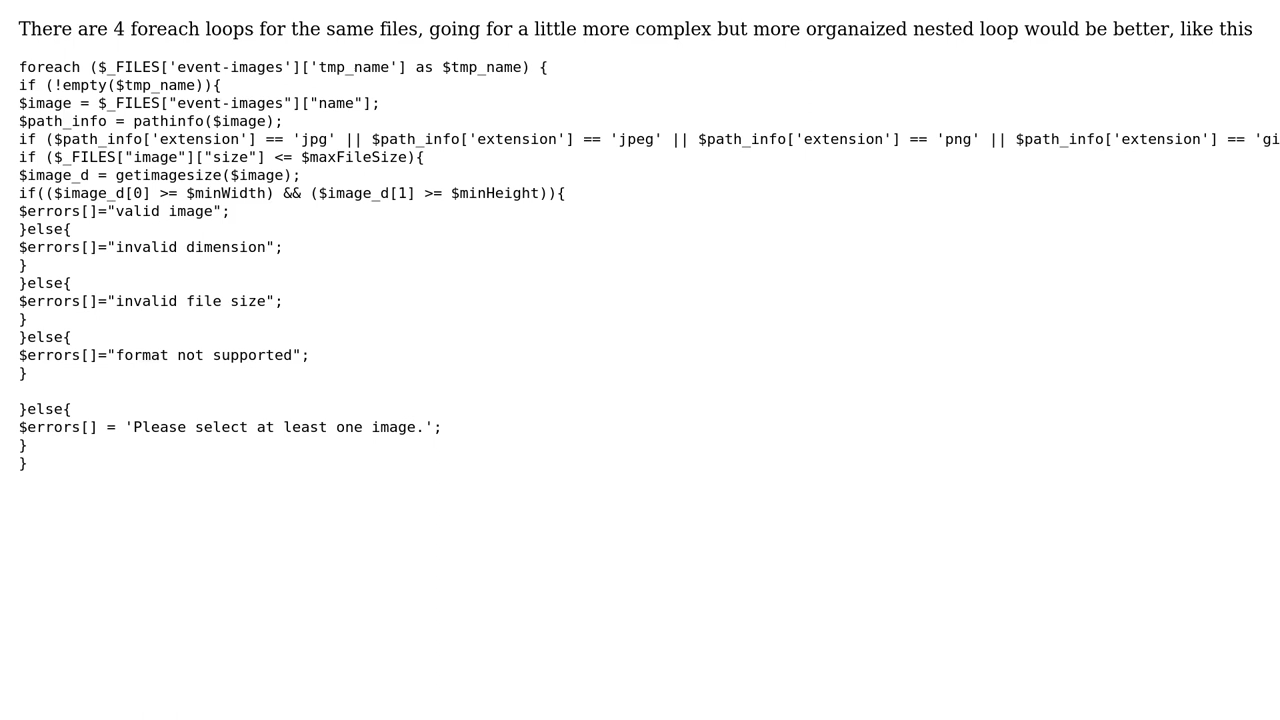 There are 4 foreach loops for the same files, going for a little more complex but more organaized nested loop would be better, like this
foreach ($_FILES['event-images']['tmp_name'] as $tmp_name) {
if (!empty($tmp_name)){
$image = $_FILES["event-images"]["name"];
$path_info = pathinfo($image);
if ($path_info['extension'] == 'jpg' || $path_info['extension'] == 'jpeg' || $path_info['extension'] == 'png' || $path_info['extension'] == 'gi
if ($_FILES["image"]["size"] <= $maxFileSize){
$image_d = getimagesize($image);
if(($image_d[0] >= $minWidth) && ($image_d[1] >= $minHeight)){
$errors[]="valid image";
}else{
$errors[]="invalid dimension";
}
}else{
$errors[]="invalid file size";
}
}else{
$errors[]="format not supported";
}
}else{
$errors[] = 'Please select at least one image.';
}
}